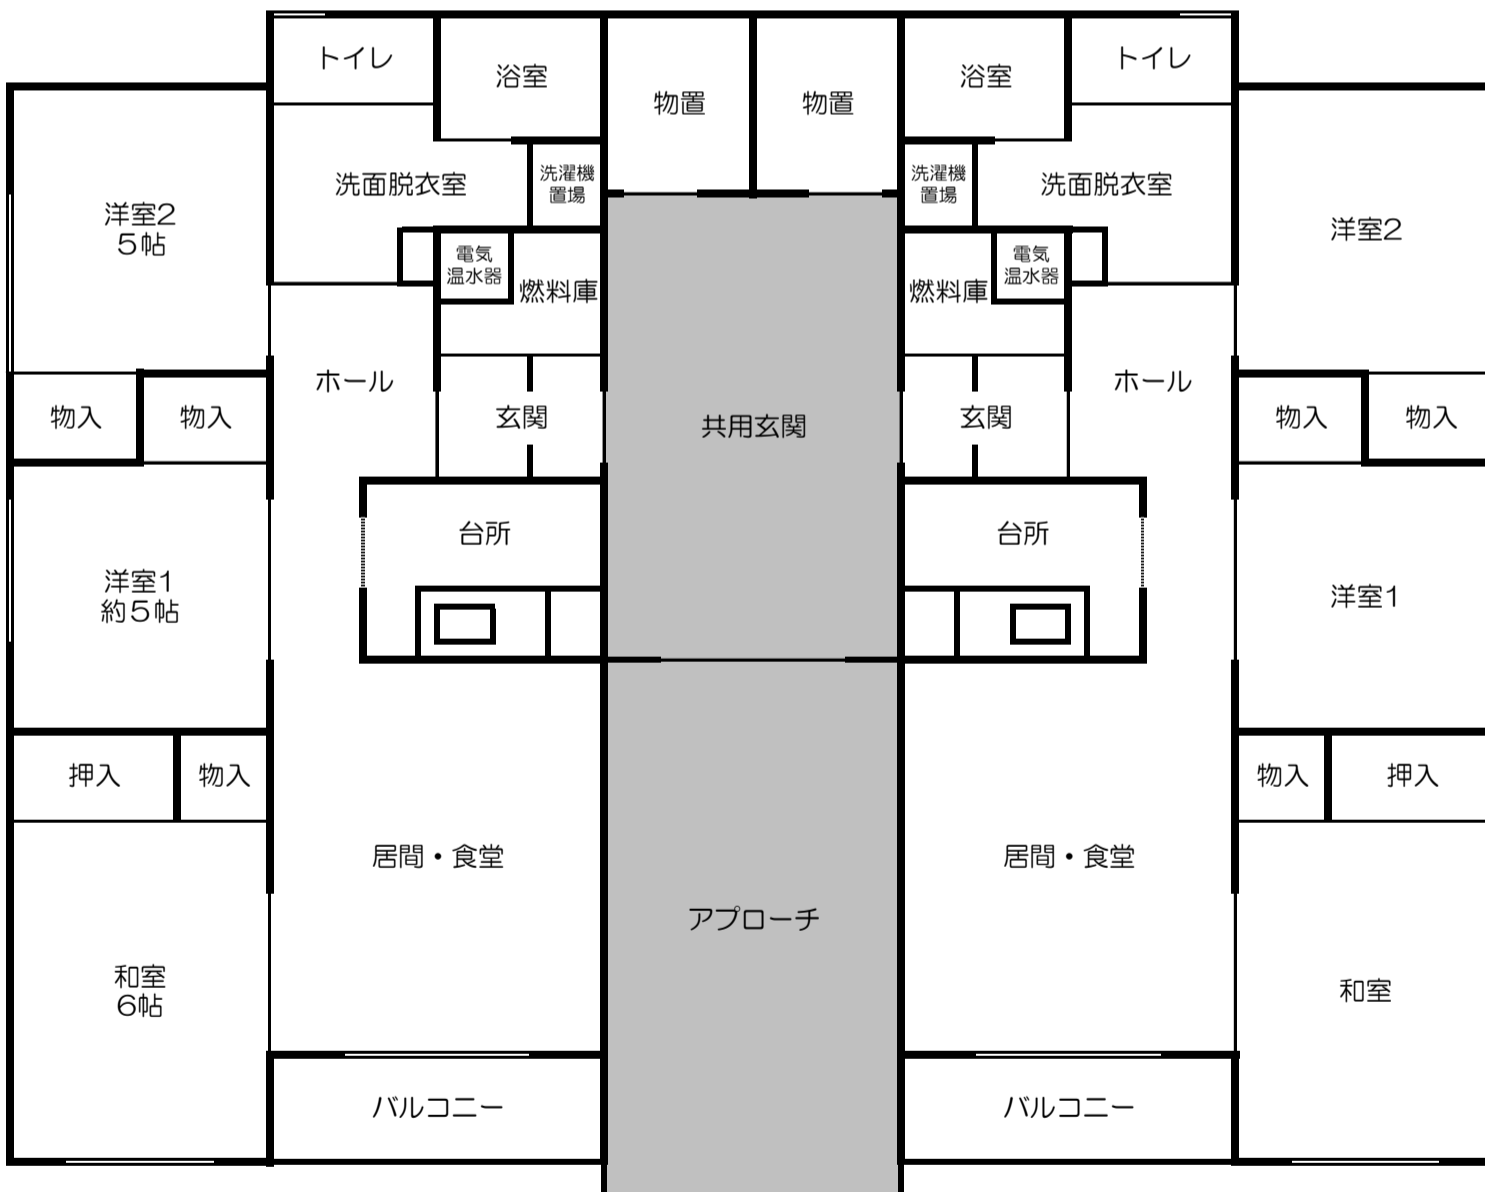 トイレ
浴室
物置
物置
浴室
トイレ
洗面脱衣室
洗濯機
置場
洗濯機
置場
洗面脱衣室
洋室2
5帖
洋室2
電気
温水器
燃料庫
燃料庫
電気
温水器
ホール
玄関
共用玄関
玄関
ホール
物入
物入
物入
物入
台所
台所
洋室1
約5帖
洋室1
押入
物入
物入
押入
居間・食堂
居間・食堂
アプローチ
和室
6帖
和室
バルコニー
バルコニー